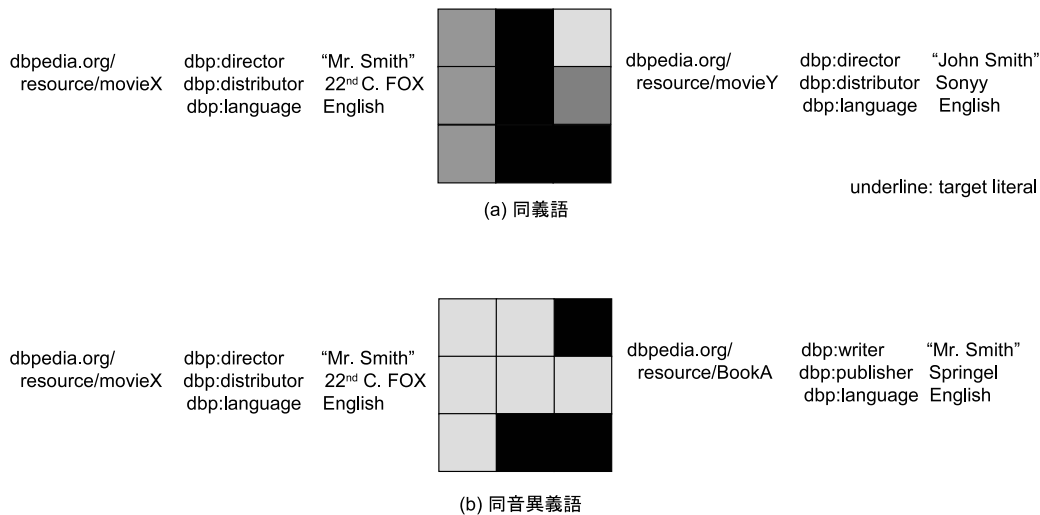 dbpedia.org/ dbp:director “Mr. Smith” dbpedia.org/ dbp:director “John Smith”
resource/movieX dbp:distributor 22nd C. FOX resource/movieY dbp:distributor Sonyy
dbp:language English dbp:language English
underline: target literal
(a) 同義語
dbpedia.org/ dbp:director “Mr. Smith” dbpedia.org/ dbp:writer “Mr. Smith”
resource/movieX dbp:distributor 22nd C. FOX resource/BookA dbp:publisher Springel
dbp:language English dbp:language English
(b) 同音異義語